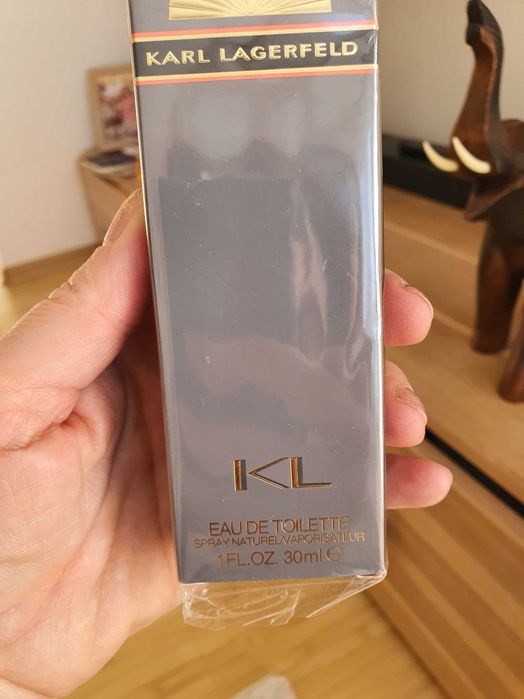 KARL LAGERFELD
KL
EAU DE TOILETTE
SPRAY NATUREL/VAPORISATEUR
1FL.OZ. 30ml e